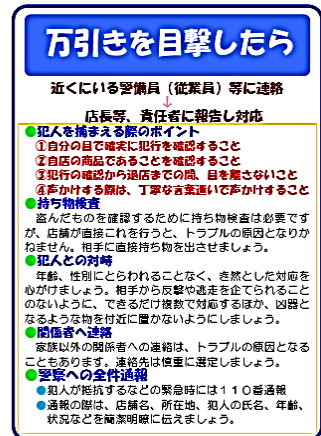 万引きを目撃したら
近くにいる警備員（従業員）等に連絡
↓
店長等、責任者に報告し対応
●犯人を捕まえる際のポイント
①自分の目で確実に犯行を確認すること
②自店の商品であることを確認すること
③犯行の確認から退店までの間、目を離さないこと
④声かけする際は、丁寧な言葉遣いで声かけすること
●持ち物検査
盗んだものを確認するために持ち物検査は必要です
が、店側が直接これを行うと、トラブルの原因となりか
ねません。相手に直接持ち物を出させましょう。
●犯人との対峙
年齢、性別にとらわれることなく、き然とした対応を
心がけましょう。相手から反撃や逃走を企てられること
のないように、できるだけ複数で対応するほか、凶器と
なるような物を付近に置かないようにしましょう。
●関係者へ連絡
家族以外の関係者への連絡は、トラブルの原因となる
こともあります。連絡先は慎重に選定しましょう。
●警察への全件通報
●犯人が抵抗するなどの緊急時には１１０番通報
●通報の際は、店舗名、所在地、犯人の氏名、年齢、
状況などを簡潔明瞭に伝えましょう。